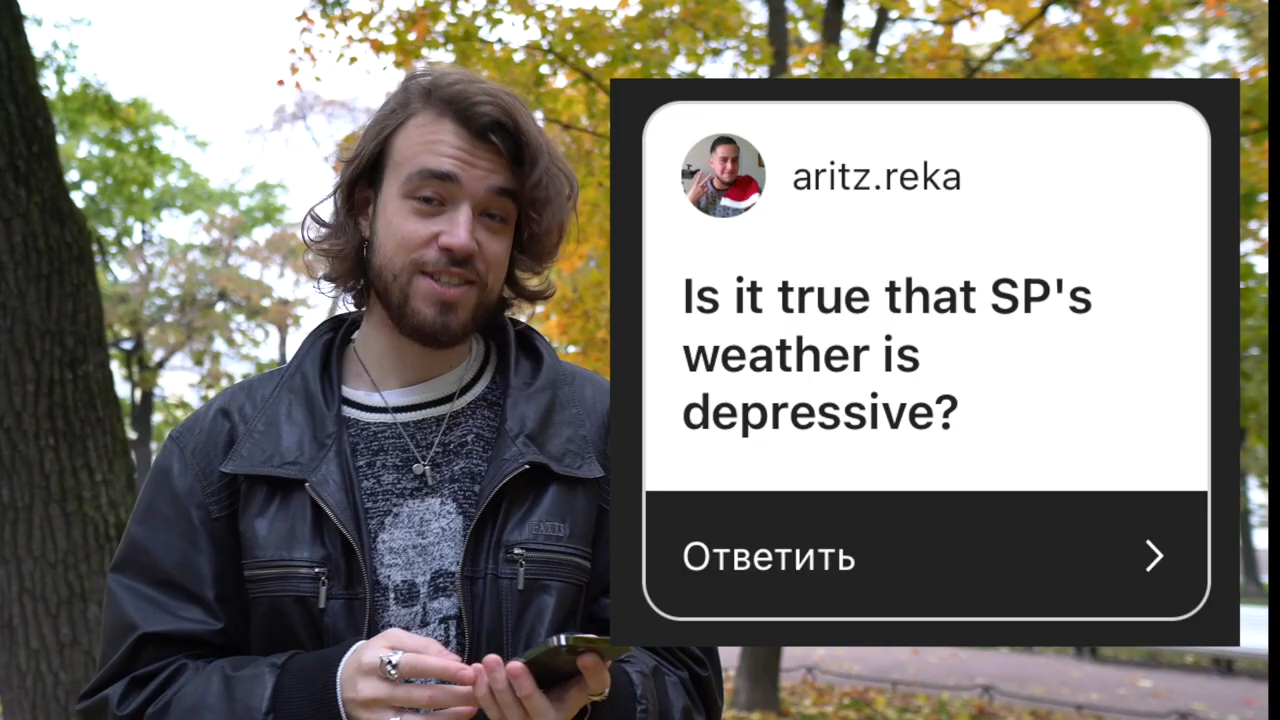 aritz.reka
Is it true that SP's
weather is
depressive?
Ответить